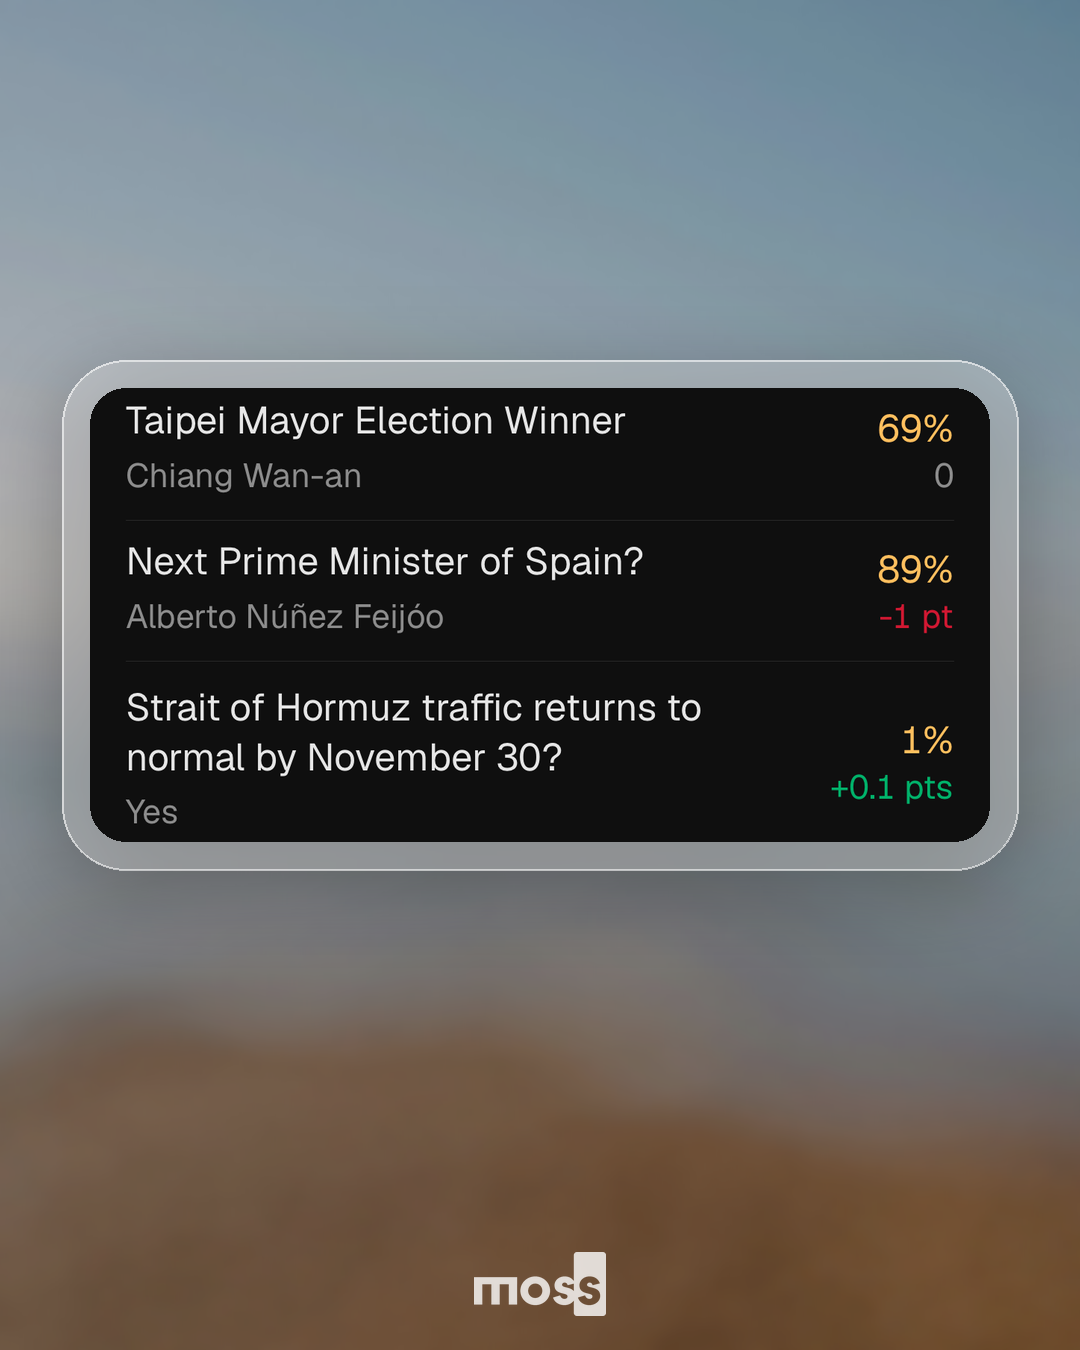 Taipei Mayor Election Winner
69%
Chiang Wan-an
0
Next Prime Minister of Spain?
89%
Alberto Núñez Feijóo
-1 pt
Strait of Hormuz traffic returns to
normal by November 30?
1%
+0.1 pts
Yes
moss